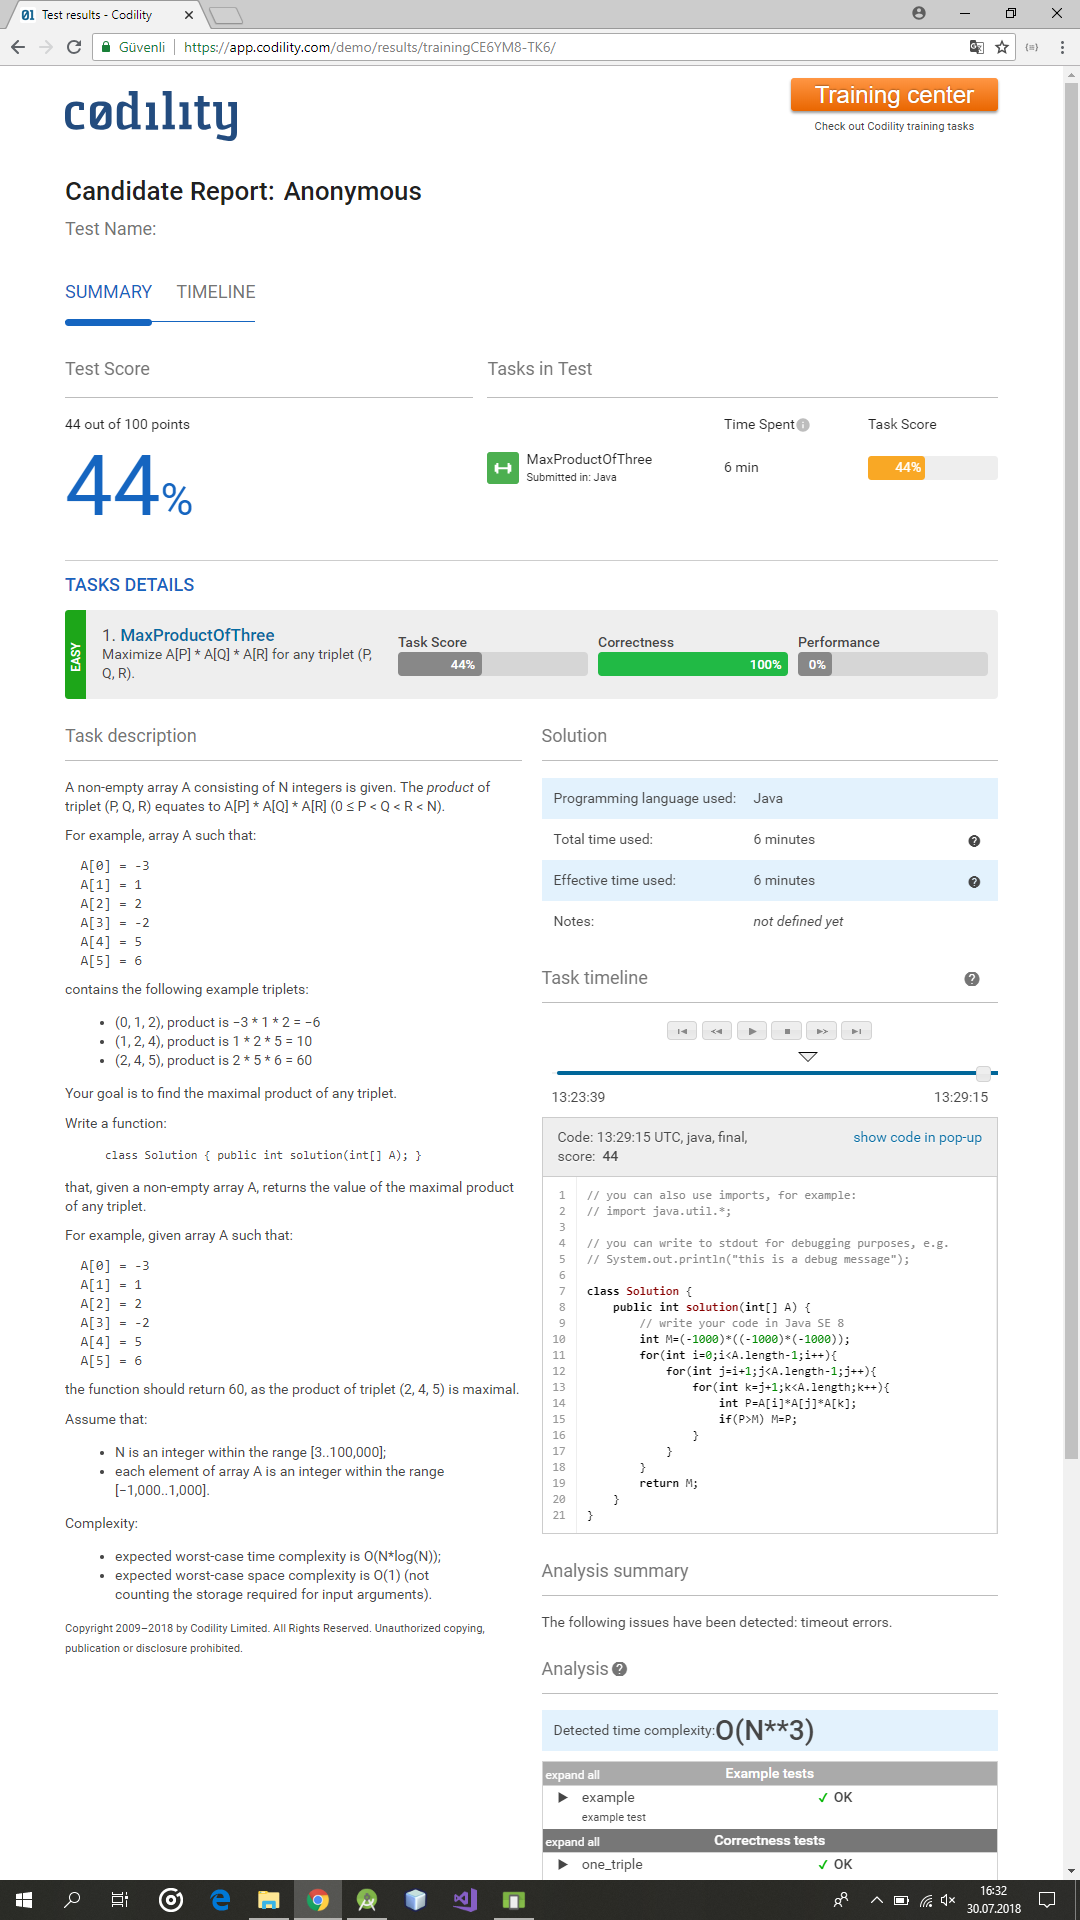 Test results - Codility
Güvenli
https://app.codility.com/demo/results/trainingCE6YM8-TK6/
cødılıty
Training center
Check out Codility training tasks
Candidate Report: Anonymous
Test Name:
SUMMARY TIMELINE
Test Score
44 out of 100 points
44%
Tasks in Test
Time Spent Task Score
MaxProductOfThree
Submitted in: Java
6 min
44%
TASKS DETAILS
EASY
1. MaxProductOfThree
Maximize A[P] * A[Q] * A[R] for any triplet (P,
Q, R).
Task Score
44%
Correctness
100%
Performance
0%
Task description
A non-empty array A consisting of N integers is given. The product of
triplet (P, Q, R) equates to A[P] * A[Q] * A[R] (0 ≤ P < Q < R < N).
For example, array A such that:
A[0] = -3
A[1] = 1
A[2] = 2
A[3] = -2
A[4] = 5
A[5] = 6
contains the following example triplets:
• (0, 1, 2), product is −3 * 1 * 2 = −6
• (1, 2, 4), product is 1 * 2 * 5 = 10
• (2, 4, 5), product is 2 * 5 * 6 = 60
Your goal is to find the maximal product of any triplet.
Write a function:
class Solution { public int solution(int[] A); }
that, given a non-empty array A, returns the value of the maximal product
of any triplet.
For example, given array A such that:
A[0] = -3
A[1] = 1
A[2] = 2
A[3] = -2
A[4] = 5
A[5] = 6
the function should return 60, as the product of triplet (2, 4, 5) is maximal.
Assume that:
• N is an integer within the range [3..100,000];
• each element of array A is an integer within the range
[−1,000..1,000].
Complexity:
• expected worst-case time complexity is O(N*log(N));
• expected worst-case space complexity is O(1) (not
counting the storage required for input arguments).
Copyright 2009–2018 by Codility Limited. All Rights Reserved. Unauthorized copying,
publication or disclosure prohibited.
Solution
Programming language used: Java
Total time used: 6 minutes
Effective time used: 6 minutes
Notes: not defined yet
Task timeline
13:23:39 13:29:15
Code: 13:29:15 UTC, java, final,
score: 44
show code in pop-up
1 // you can also use imports, for example:
2 // import java.util.*;
3
4 // you can write to stdout for debugging purposes, e.g.
5 // System.out.println("this is a debug message");
6
7 class Solution {
8 public int solution(int[] A) {
9 // write your code in Java SE 8
10 int M=(-1000)*((-1000)*(-1000));
11 for(int i=0;i<A.length-1;i++){
12 for(int j=i+1;j<A.length-1;j++){
13 for(int k=j+1;k<A.length;k++){
14 int P=A[i]*A[j]*A[k];
15 if(P>M) M=P;
16 }
17 }
18 }
19 return M;
20 }
21 }
Analysis summary
The following issues have been detected: timeout errors.
Analysis
Detected time complexity: O(N**3)
expand all Example tests
example ✓ OK
example test
expand all Correctness tests
one_triple ✓ OK
16:32
30.07.2018